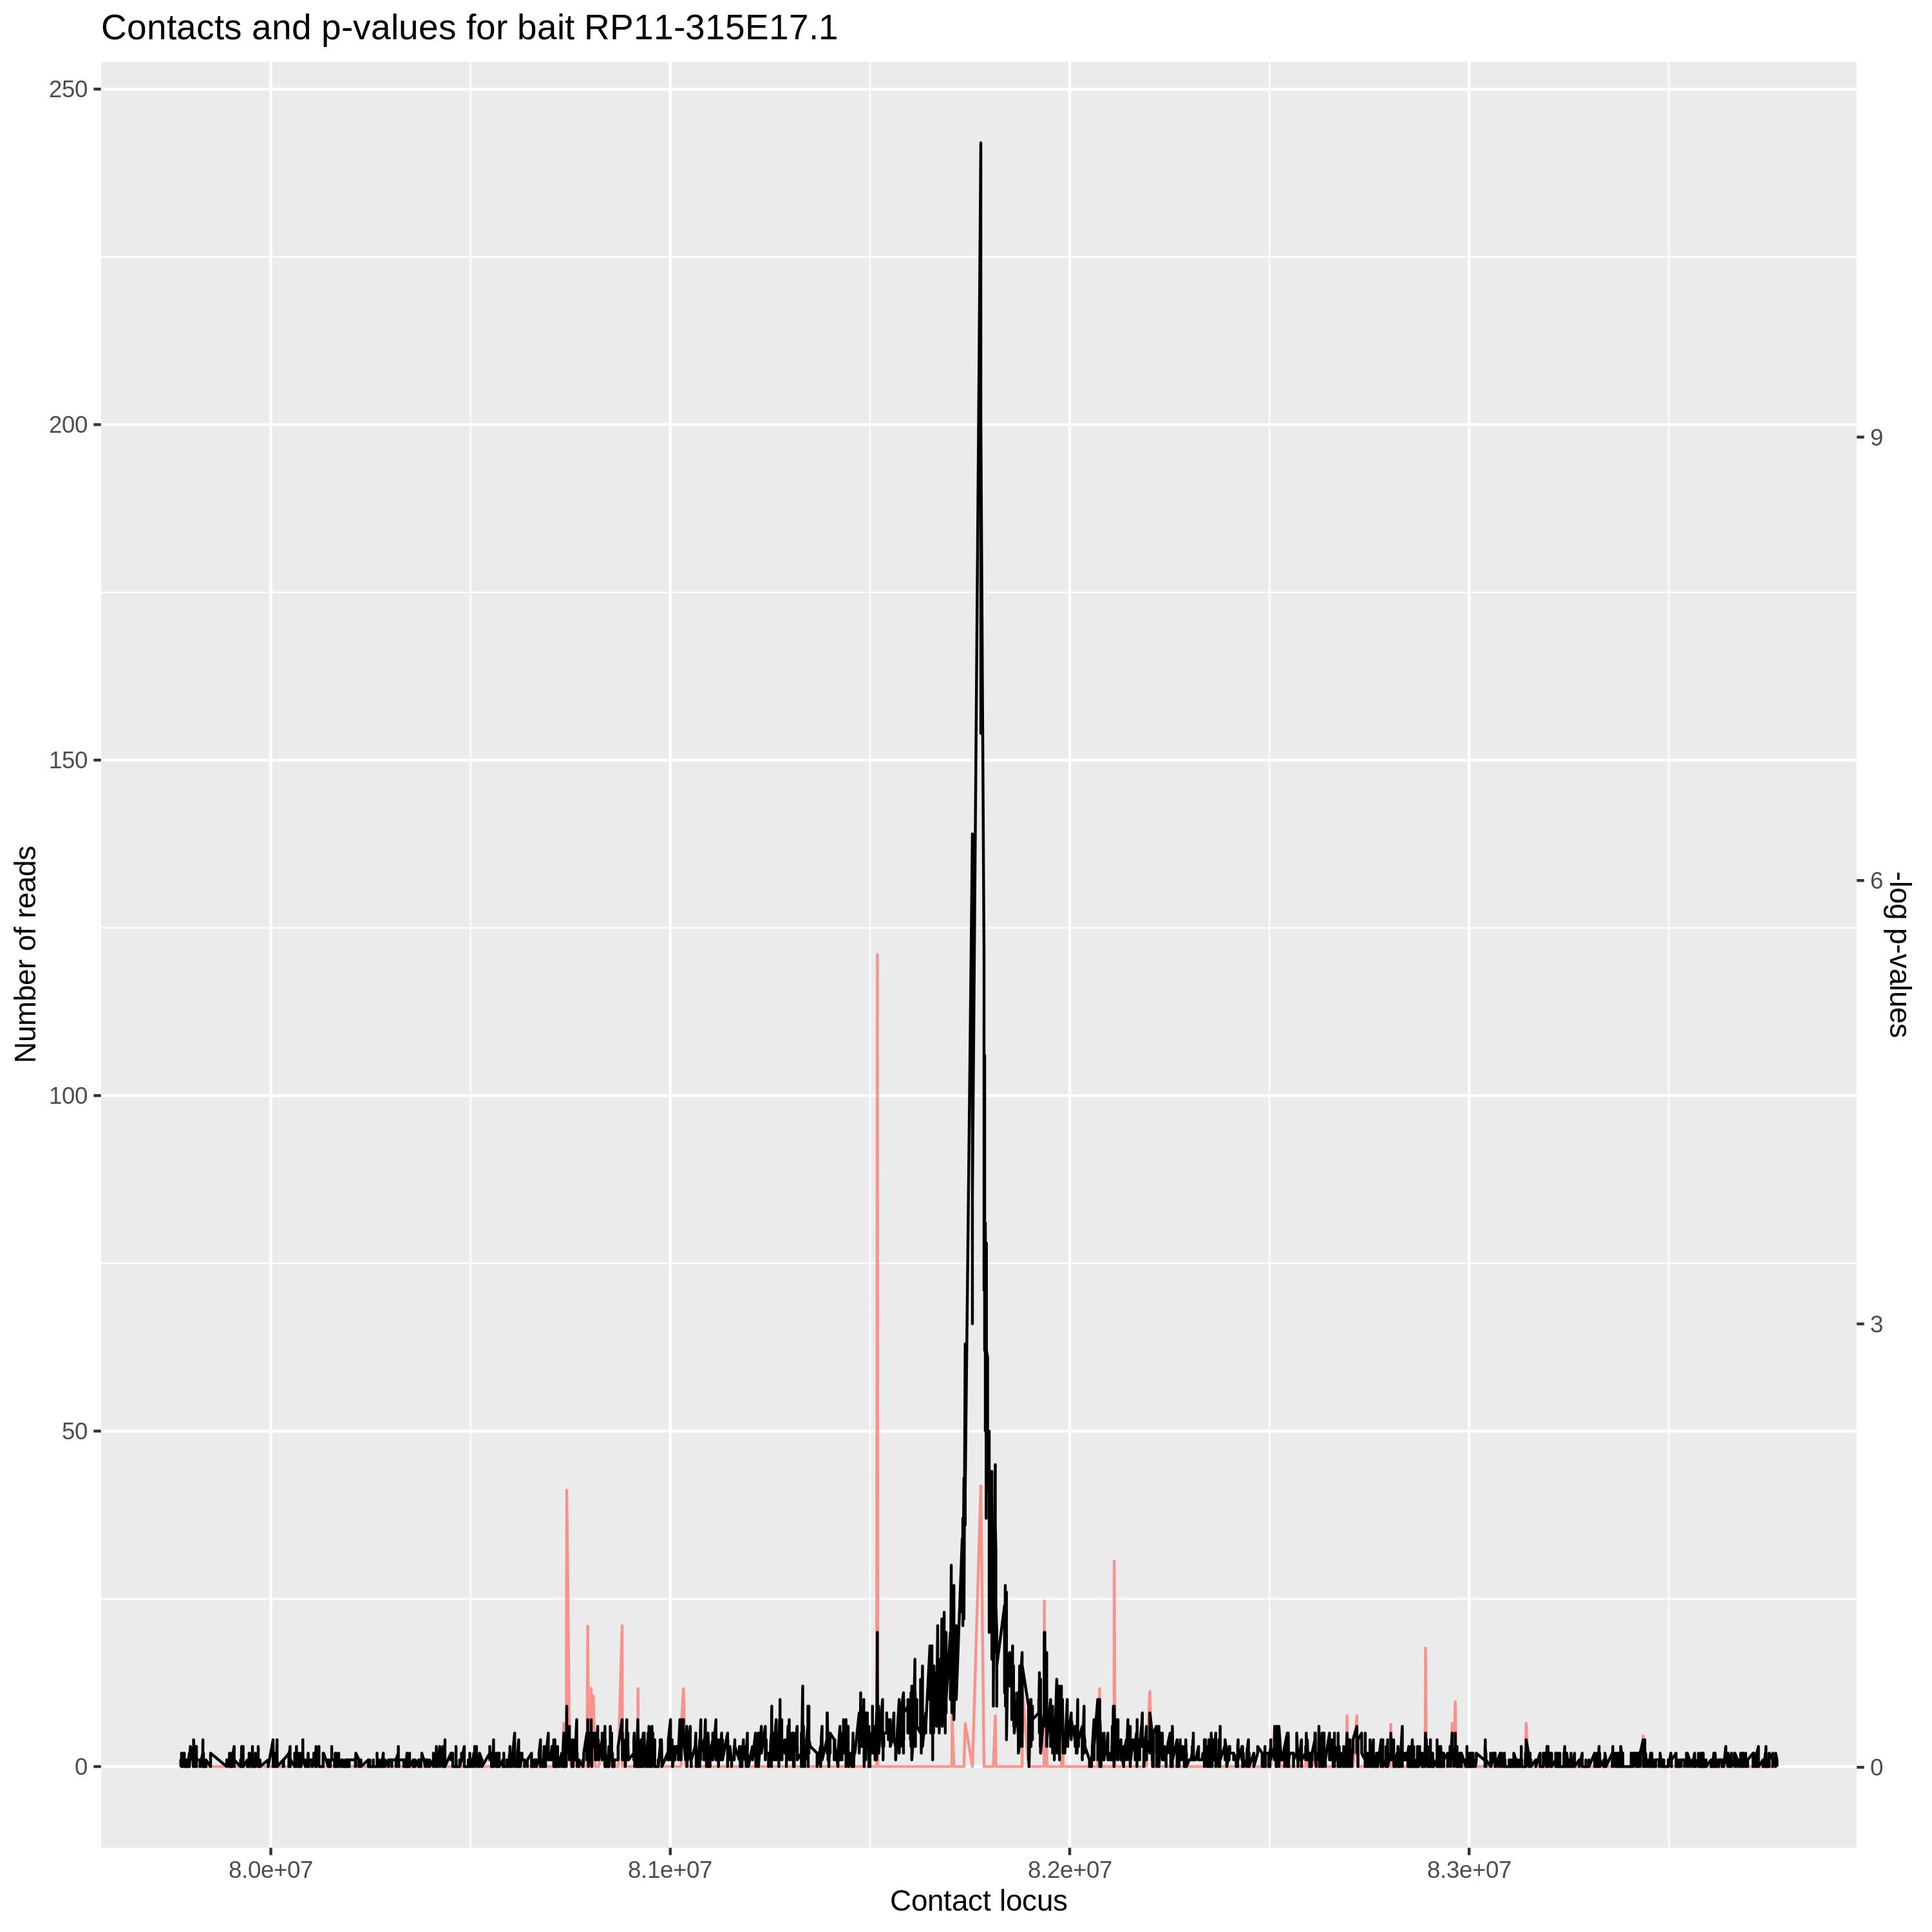 Contacts and p-values for bait RP11-315E17.1
250
200
150
100
50
0
Number of reads
9
6
3
0
-log p-values
8.0e+07
8.1e+07
8.2e+07
8.3e+07
Contact locus